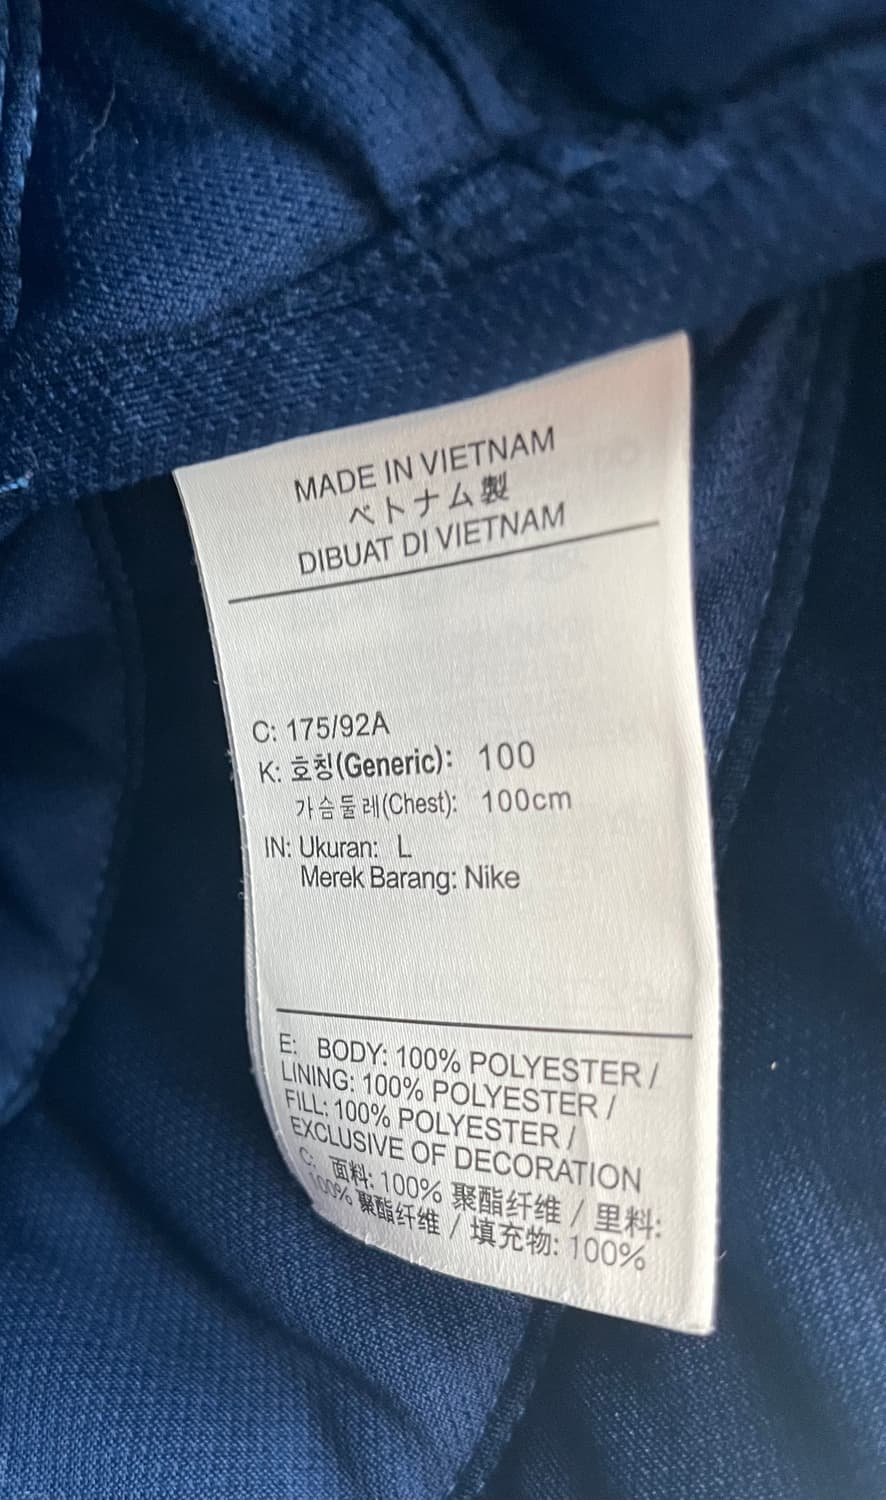 MADE IN VIETNAM
ベトナム製
DIBUAT DI VIETNAM
C: 175/92A
K: 호칭(Generic): 100
가슴둘레(Chest): 100cm
IN: Ukuran: L
Merek Barang: Nike
E: BODY: 100% POLYESTER /
LINING: 100% POLYESTER /
FILL: 100% POLYESTER /
EXCLUSIVE OF DECORATION
C: 面料: 100% 聚酯纤维 / 里料:
100% 聚酯纤维 / 填充物: 100%